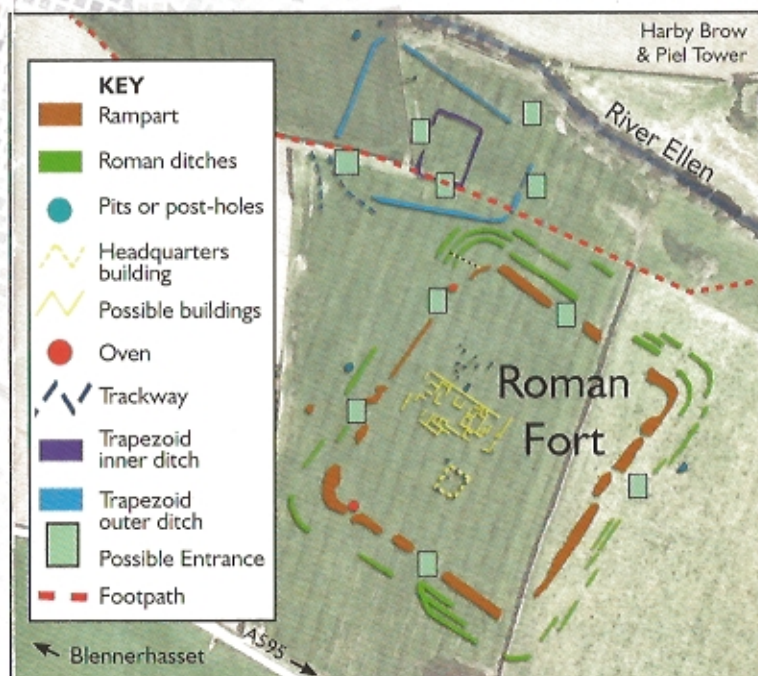 Harby Brow
& Piel Tower
River Ellen
KEY
Rampart
Roman ditches
Pits or post-holes
Headquarters
building
Possible buildings
Oven
Trackway
Trapezoid
inner ditch
Trapezoid
outer ditch
Possible Entrance
Footpath
Roman
Fort
A595
Blennerhasset